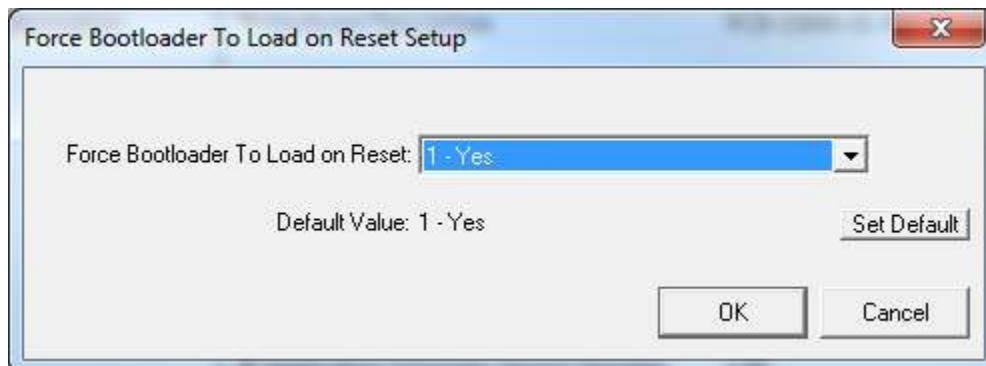 Force Bootloader To Load on Reset Setup
Force Bootloader To Load on Reset: 1 - Yes
Default Value: 1 - Yes
Set Default
OK
Cancel